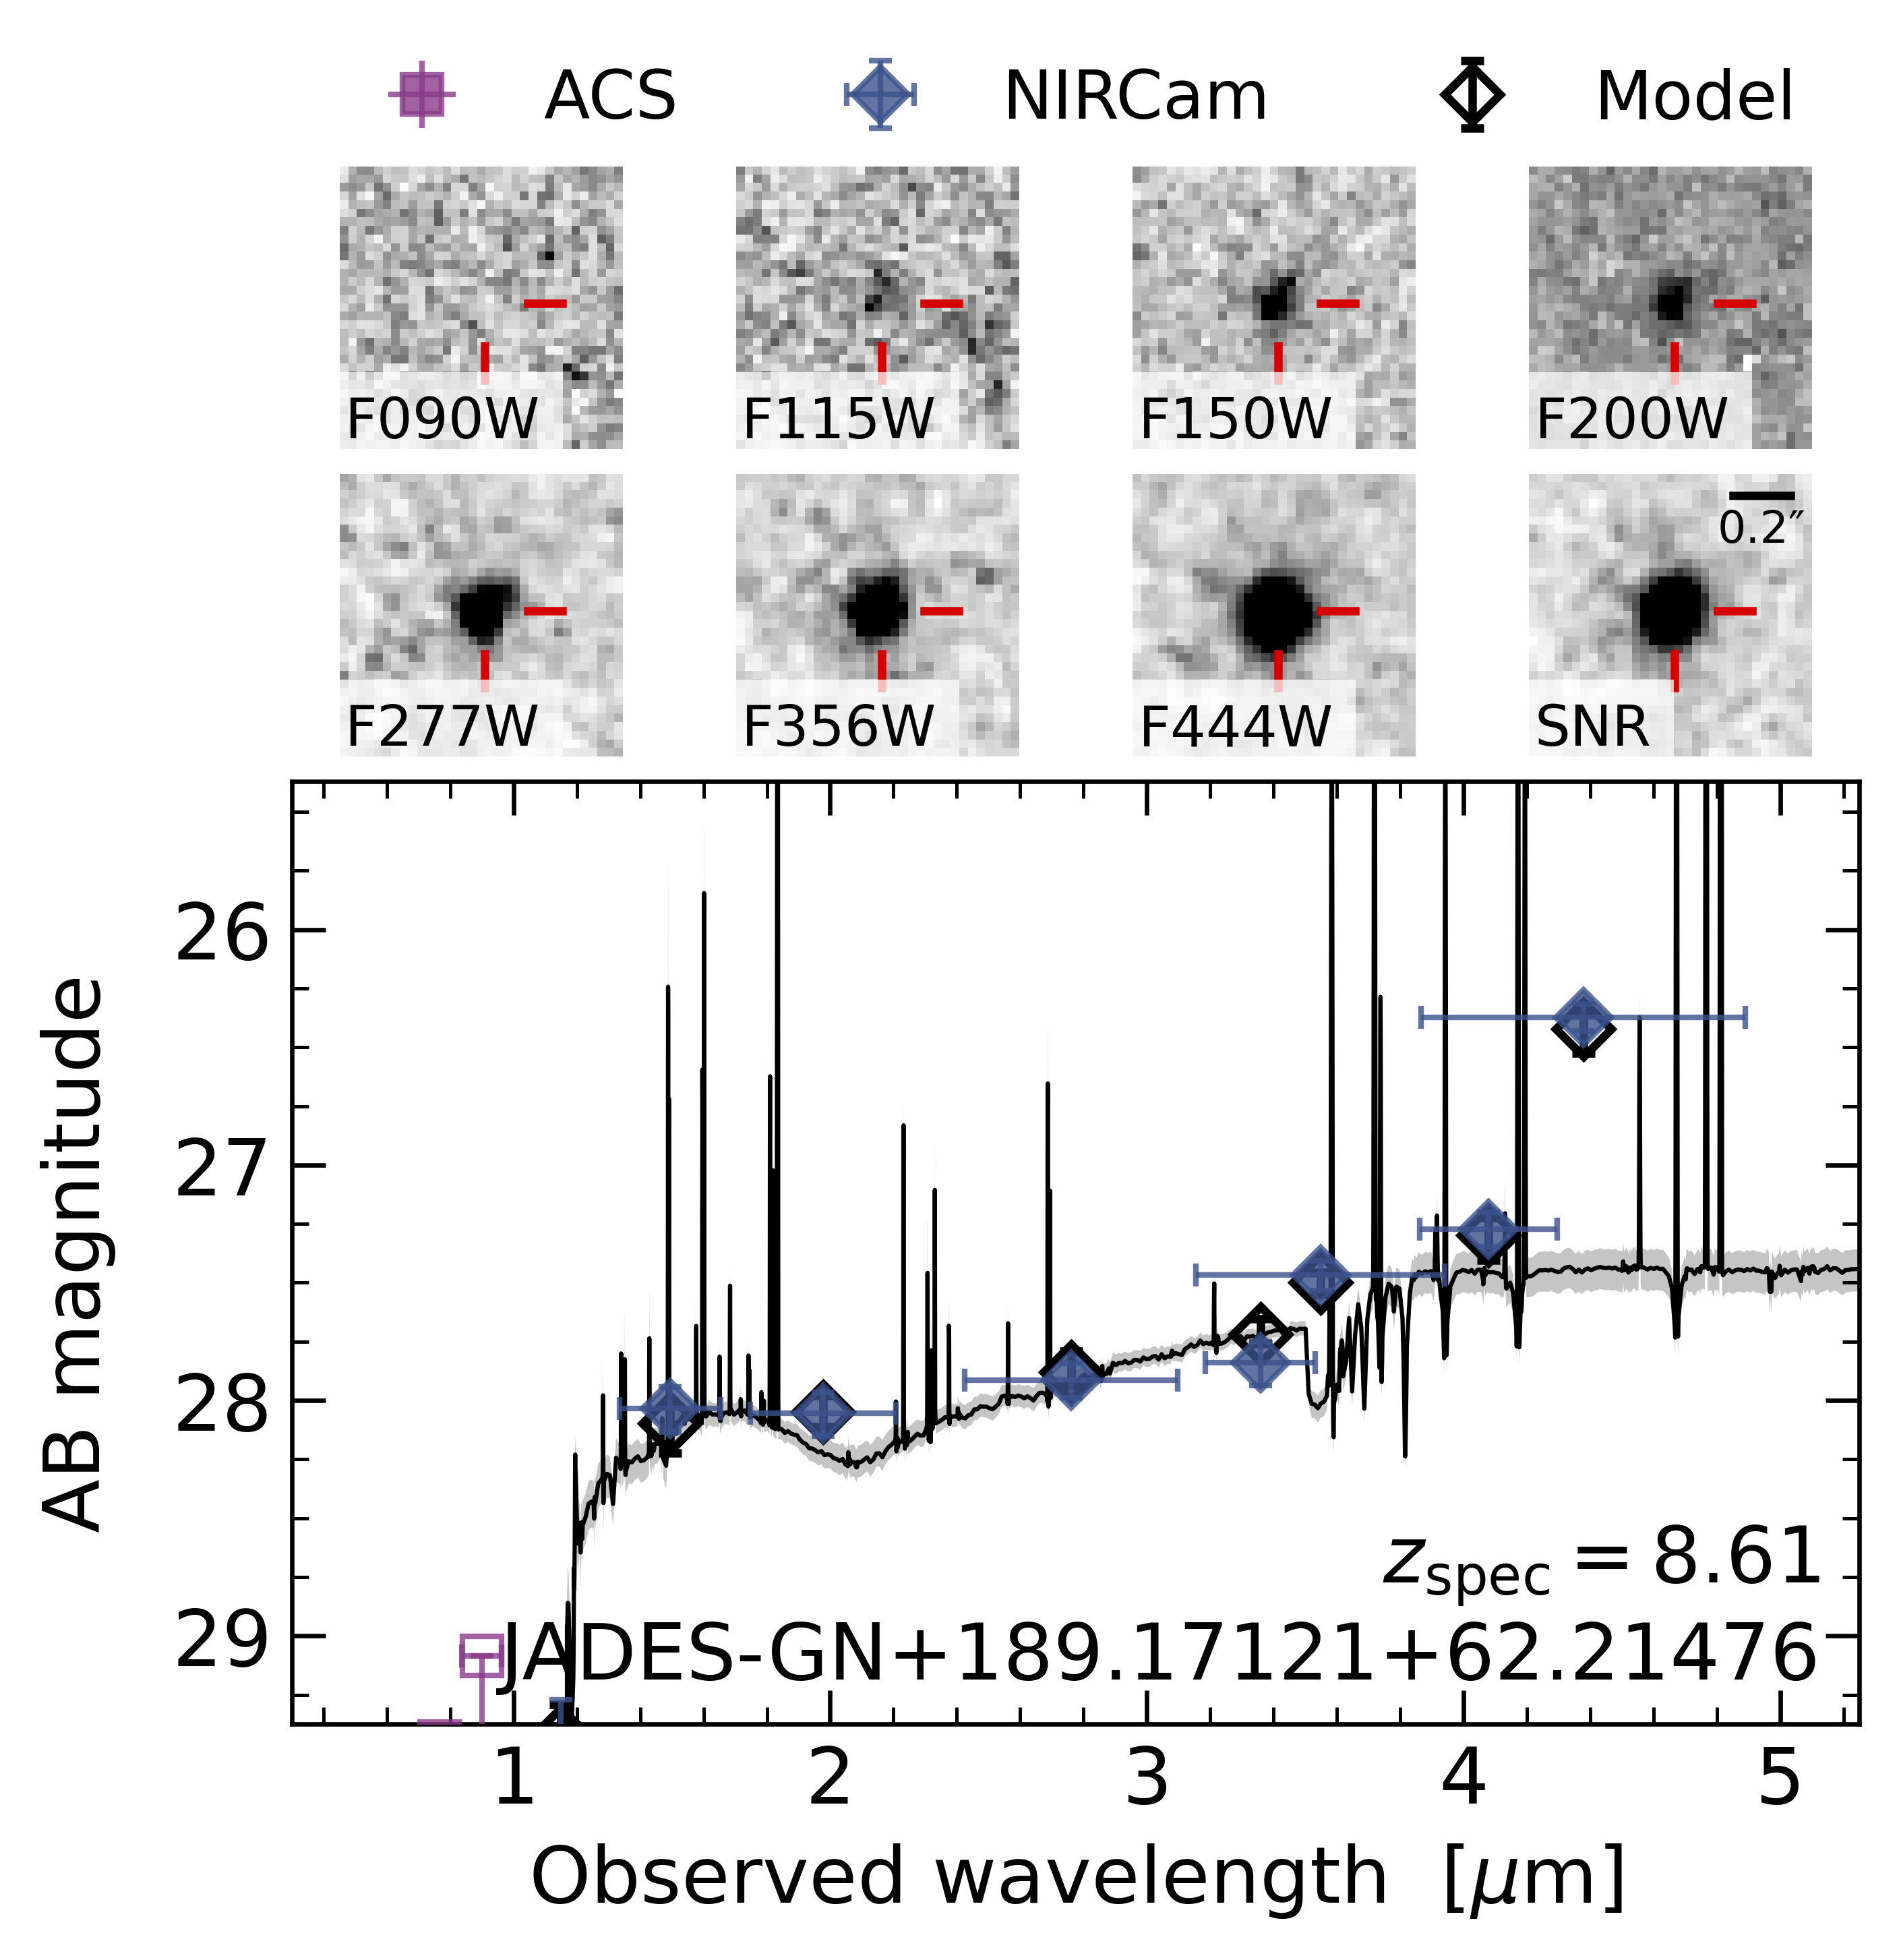 ACS NIRCam Model
F090W F115W F150W F200W
0.2″
F277W F356W F444W SNR
26
27
28
29
AB magnitude
z_spec = 8.61
JADES-GN+189.17121+62.21476
1 2 3 4 5
Observed wavelength [μm]